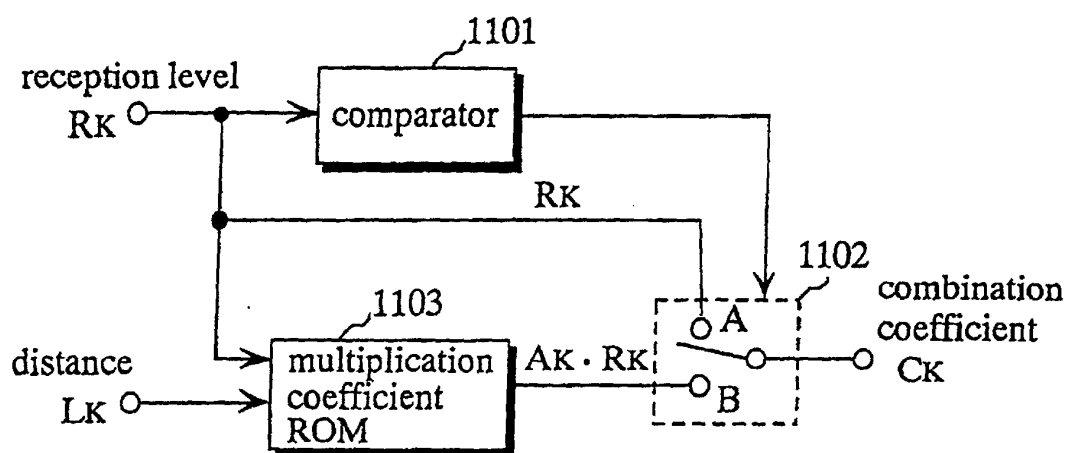 1101
reception level
RK
comparator
RK
1102
combination
coefficient
CK
A
B
1103
distance
LK
multiplication
coefficient
ROM
AK · RK